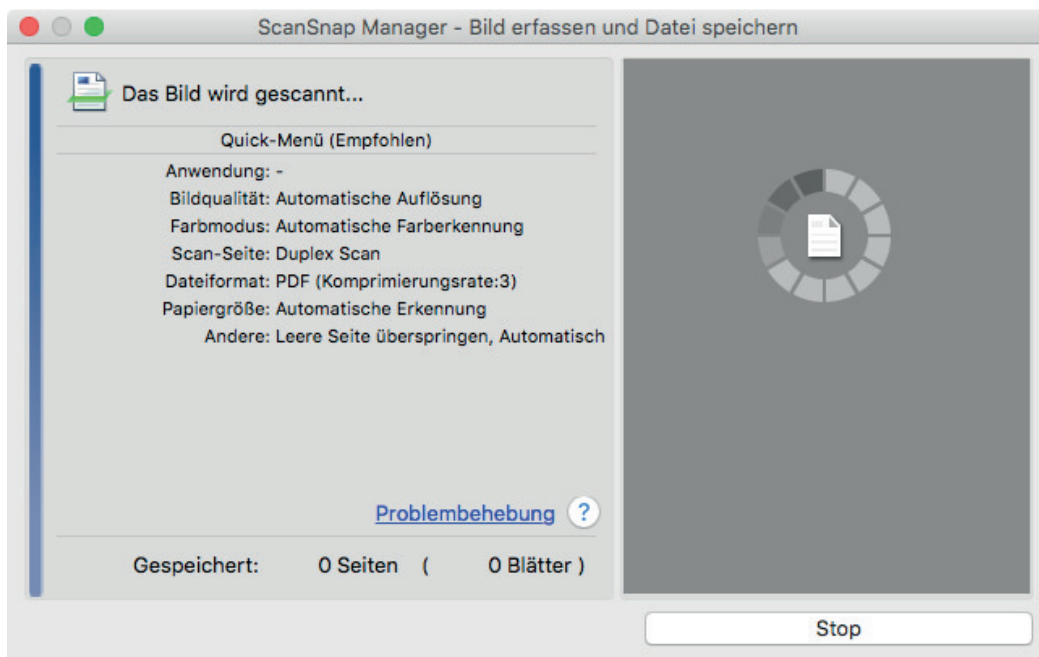 ScanSnap Manager - Bild erfassen und Datei speichern
Das Bild wird gescannt...
Quick-Menü (Empfohlen)
Anwendung: -
Bildqualität: Automatische Auflösung
Farbmodus: Automatische Farberkennung
Scan-Seite: Duplex Scan
Dateiformat: PDF (Komprimierungsrate:3)
Papiergröße: Automatische Erkennung
Andere: Leere Seite überspringen, Automatisch
Problembehebung ?
Gespeichert: 0 Seiten ( 0 Blätter )
Stop